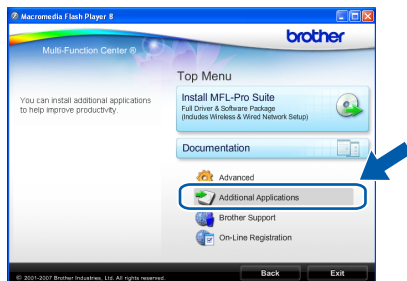 Macromedia Flash Player 8
brother
Multi-Function Center ®
Top Menu
You can install additional applications
to help improve productivity.
Install MFL-Pro Suite
Full Driver & Software Package
(Includes Wireless & Wired Network Setup)
Documentation
Advanced
Additional Applications
Brother Support
On-Line Registration
© 2001-2007 Brother Industries, Ltd. All rights reserved.
Back
Exit